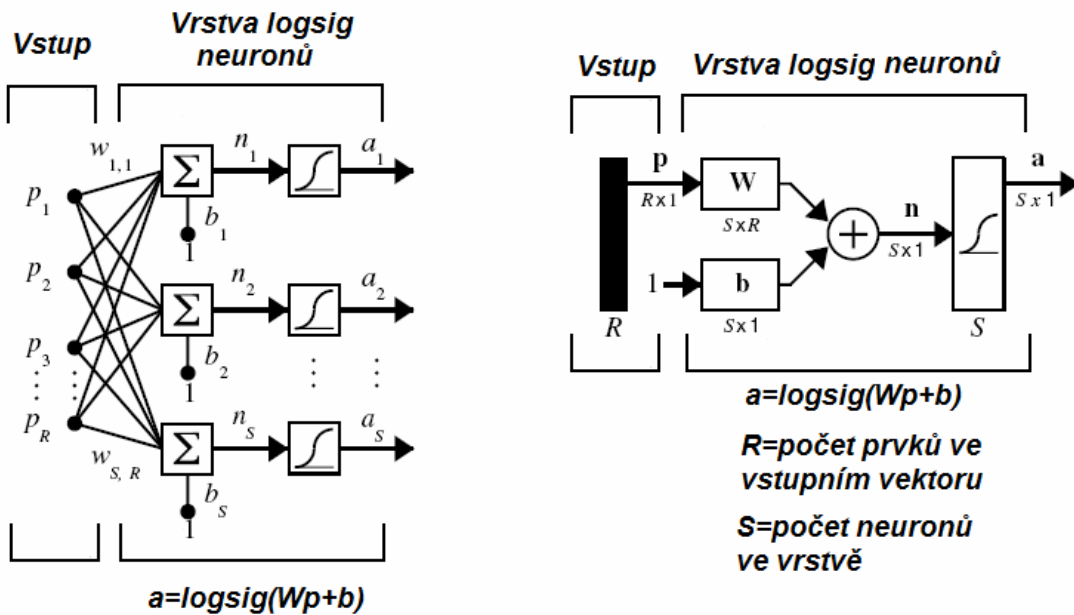 Vstup
Vrstva logsig
neuronů
w1,1
n1
a1
p1
Σ
b1
1
p2
n2
a2
Σ
b2
1
p3
pR
nS
aS
Σ
wS, R
bS
1
a=logsig(Wp+b)
Vstup
Vrstva logsig neuronů
p
R x 1
W
S x R
a
S x 1
n
S x 1
1
b
S x 1
R
S
a=logsig(Wp+b)
R=počet prvků ve
vstupním vektoru
S=počet neuronů
ve vrstvě